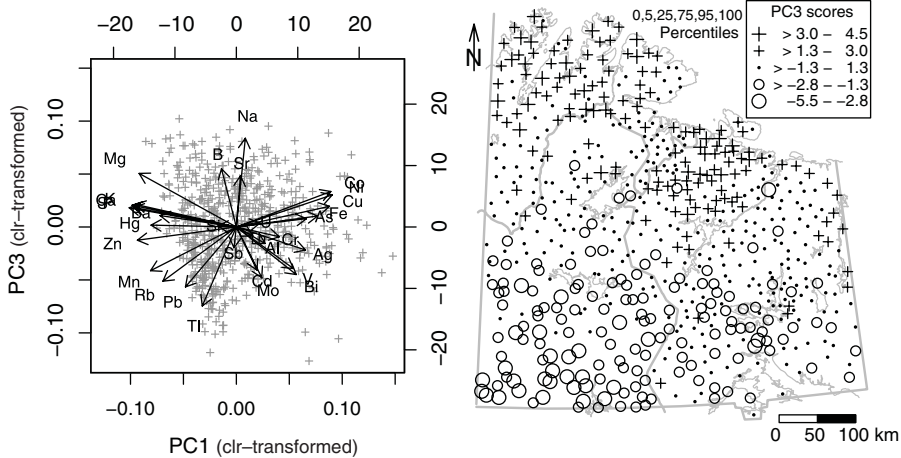 −20 −10 0 10 20
0.10
0.00
−0.10
PC3 (clr−transformed)
20
10
0
−10
−20
Na
B
Sr
Mg
Co
Ni
Cu
Fe
As
K
Ba
Hg
Zn
Cr
Al
Ag
Sb
Mn
Rb
Pb
Cd
Mo
V
Bi
Tl
−0.10 0.00 0.10
PC1 (clr−transformed)
N
0,5,25,75,95,100
Percentiles
PC3 scores
> 3.0 − 4.5
> 1.3 − 3.0
> −1.3 − 1.3
> −2.8 − −1.3
−5.5 − −2.8
0 50 100 km